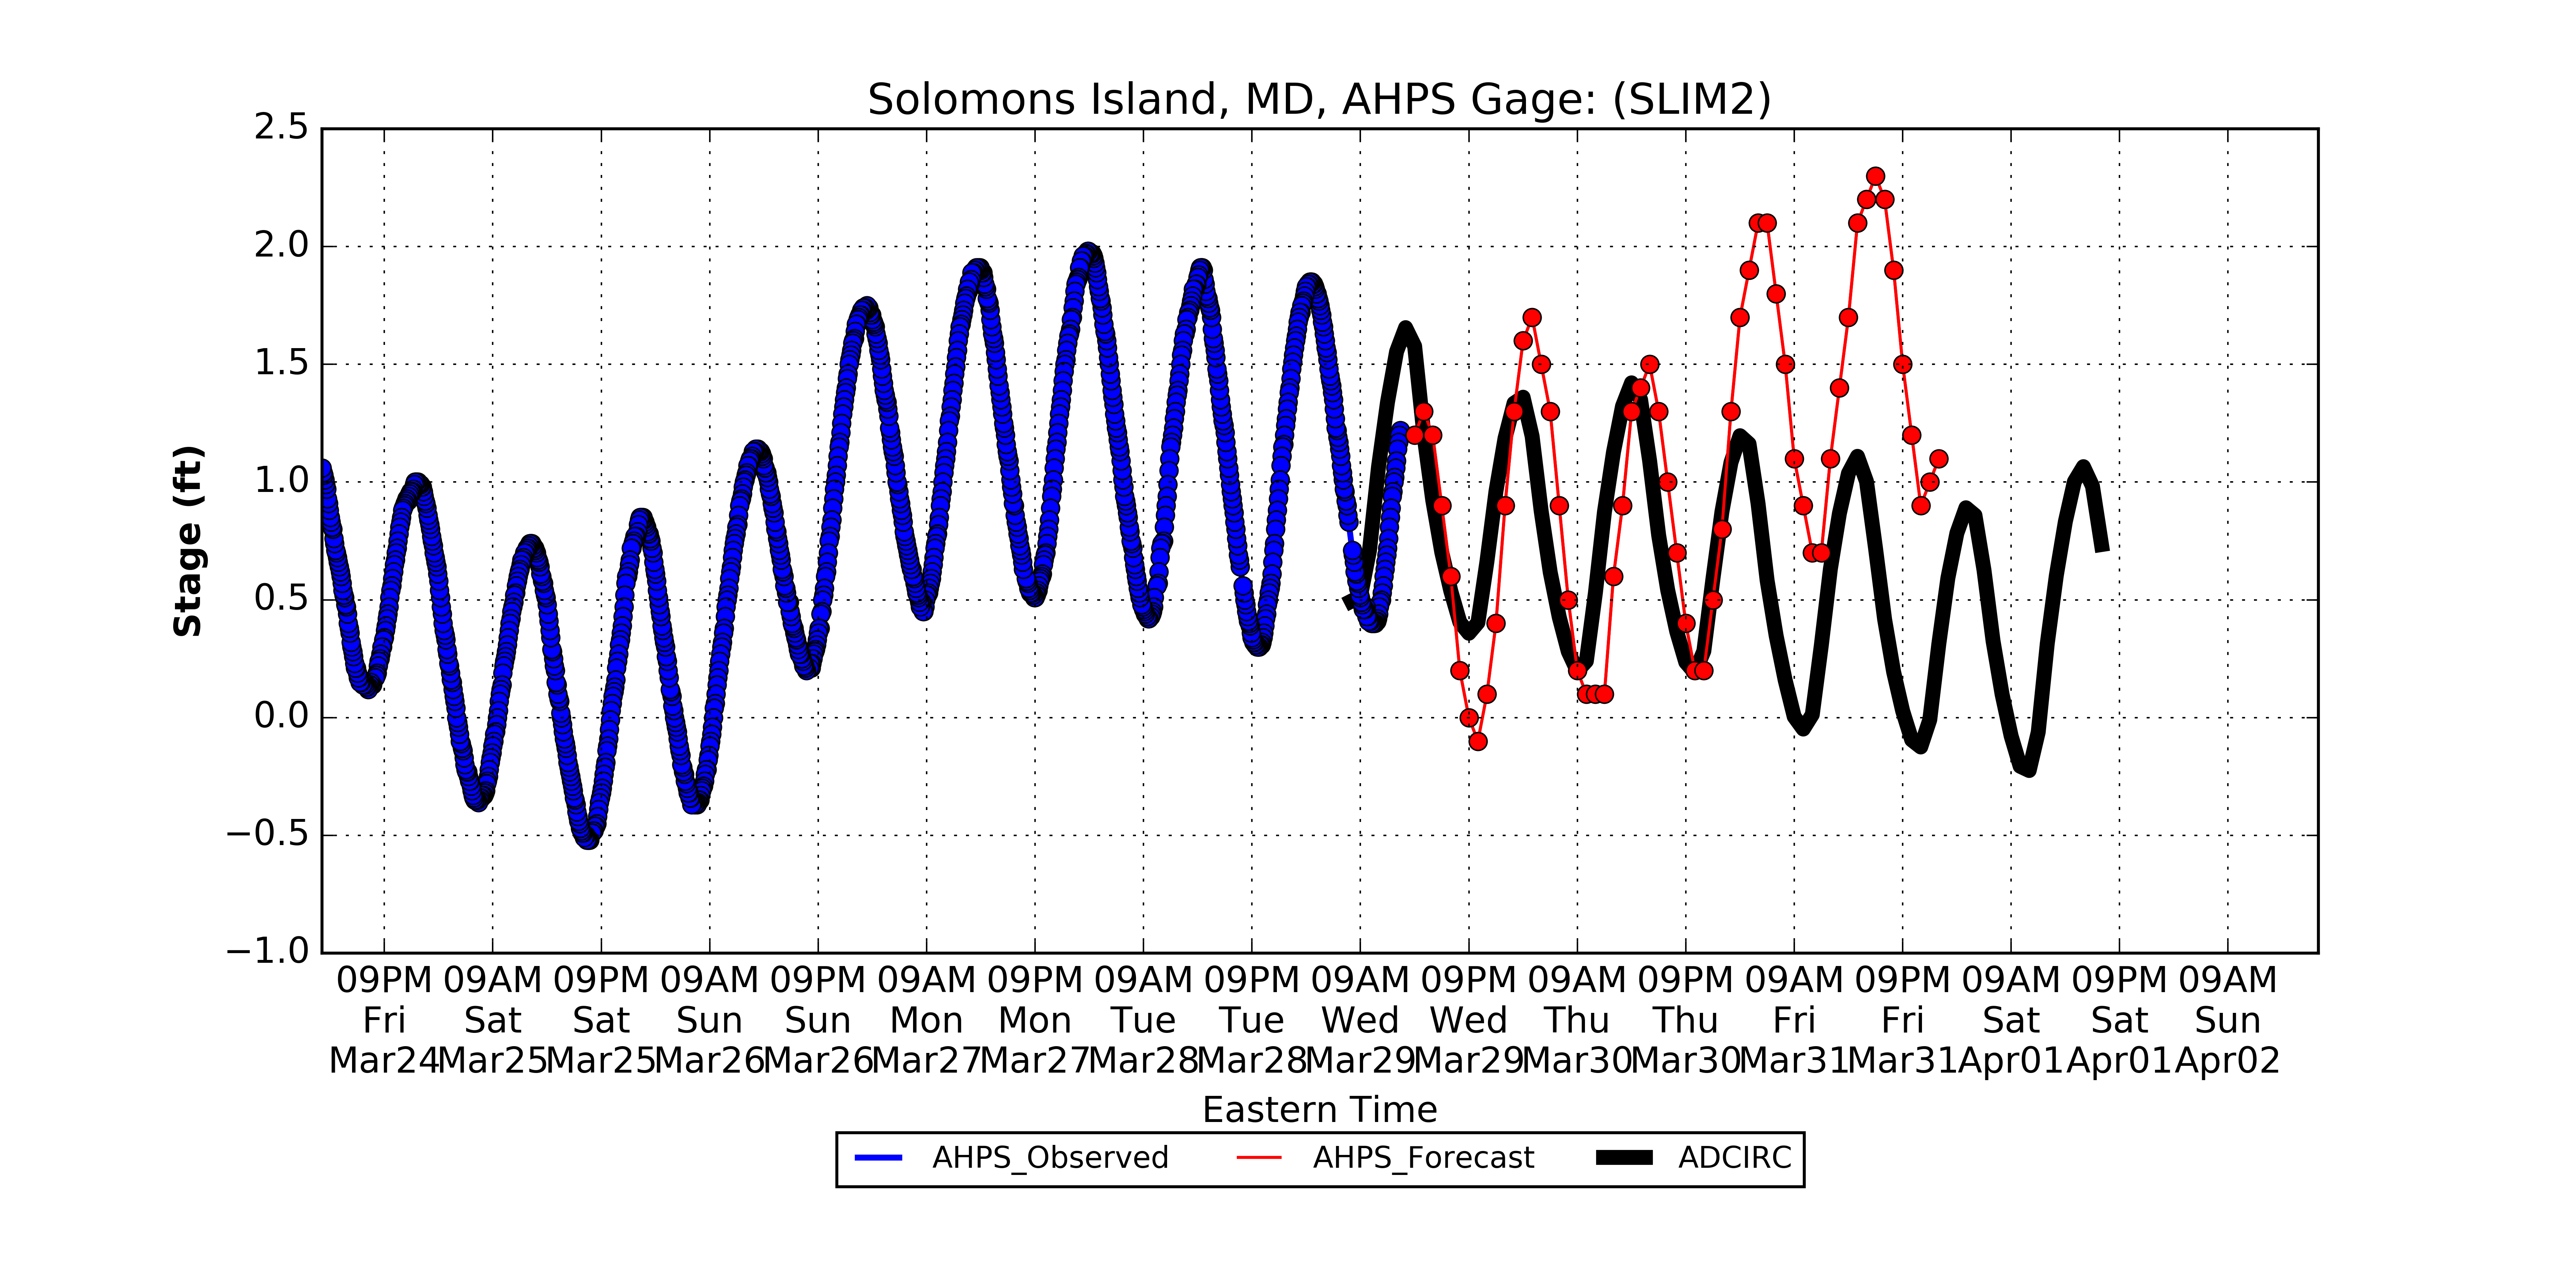 Solomons Island, MD, AHPS Gage: (SLIM2)
2.5
2.0
1.5
1.0
0.5
0.0
−0.5
−1.0
Stage (ft)
09PM 09AM 09PM 09AM 09PM 09AM 09PM 09AM 09PM 09AM 09PM 09AM 09PM 09AM 09PM 09AM 09PM 09AM
Fri Sat Sat Sun Sun Mon Mon Tue Tue Wed Wed Thu Thu Fri Fri Sat Sat Sun
Mar24 Mar25 Mar25 Mar26 Mar26 Mar27 Mar27 Mar28 Mar28 Mar29 Mar29 Mar30 Mar30 Mar31 Mar31 Apr01 Apr01 Apr02
Eastern Time
AHPS_Observed AHPS_Forecast ADCIRC